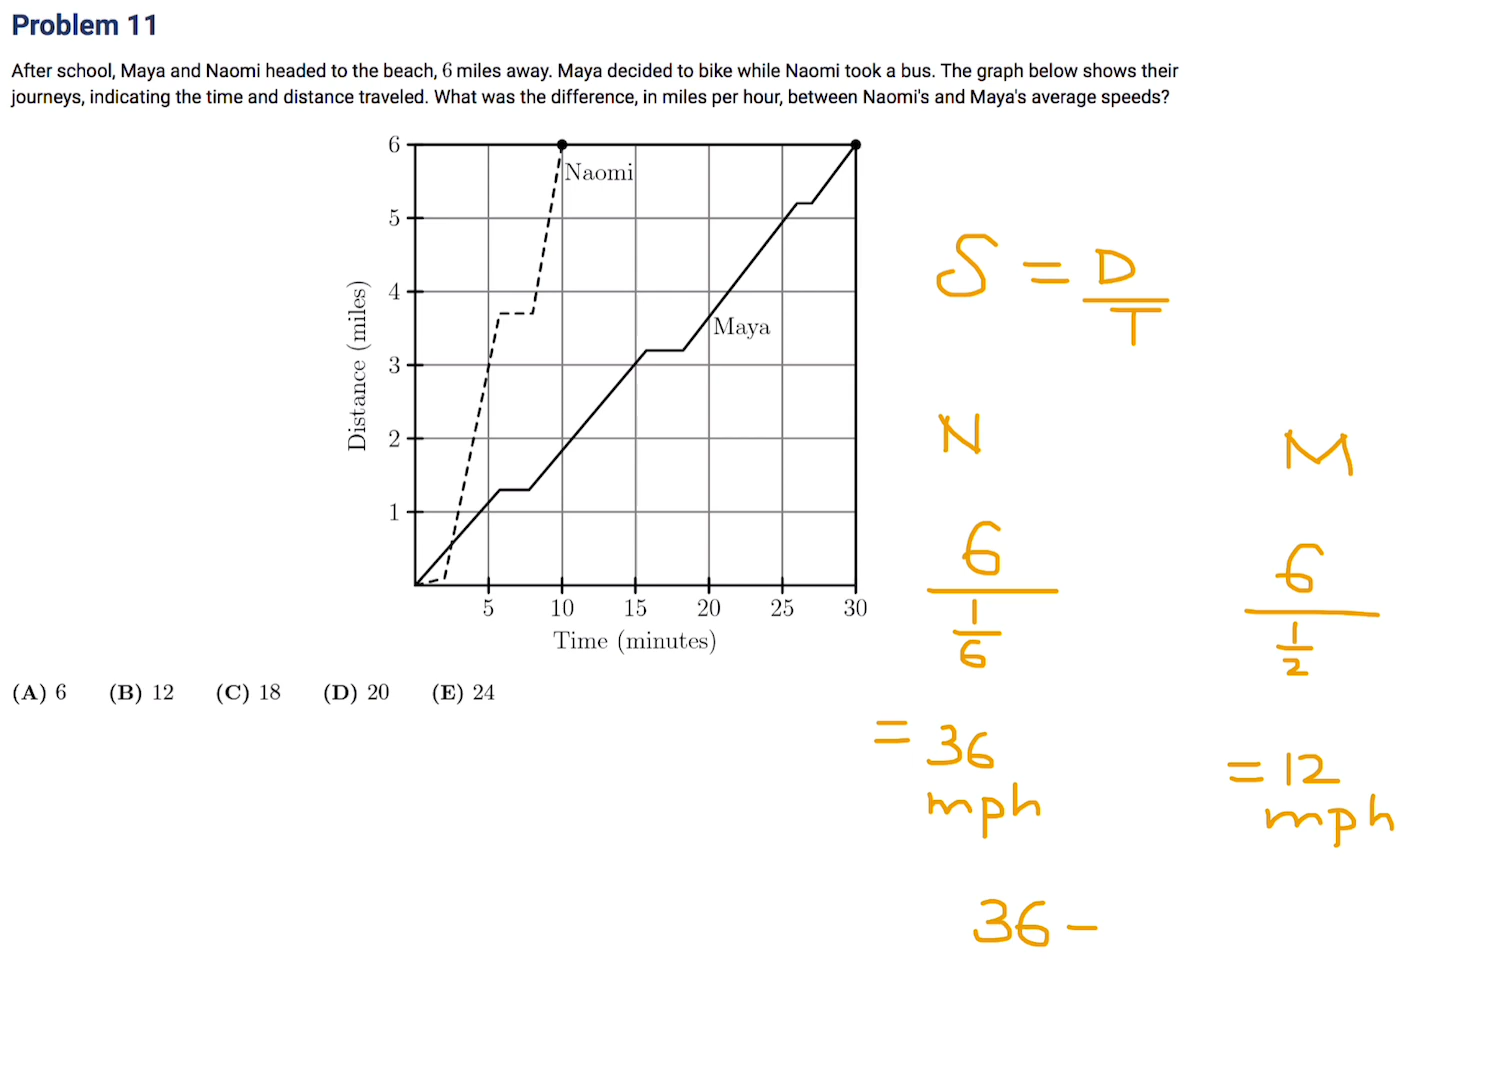 Problem 11
After school, Maya and Naomi headed to the beach, 6 miles away. Maya decided to bike while Naomi took a bus. The graph below shows their
journeys, indicating the time and distance traveled. What was the difference, in miles per hour, between Naomi's and Maya's average speeds?
6
Naomi
5
4
Maya
3
2
1
Distance (miles)
5 10 15 20 25 30
Time (minutes)
(A) 6 (B) 12 (C) 18 (D) 20 (E) 24
S = D
T
N
6
1
6
= 36
mph
M
6
1
2
= 12
mph
36 –